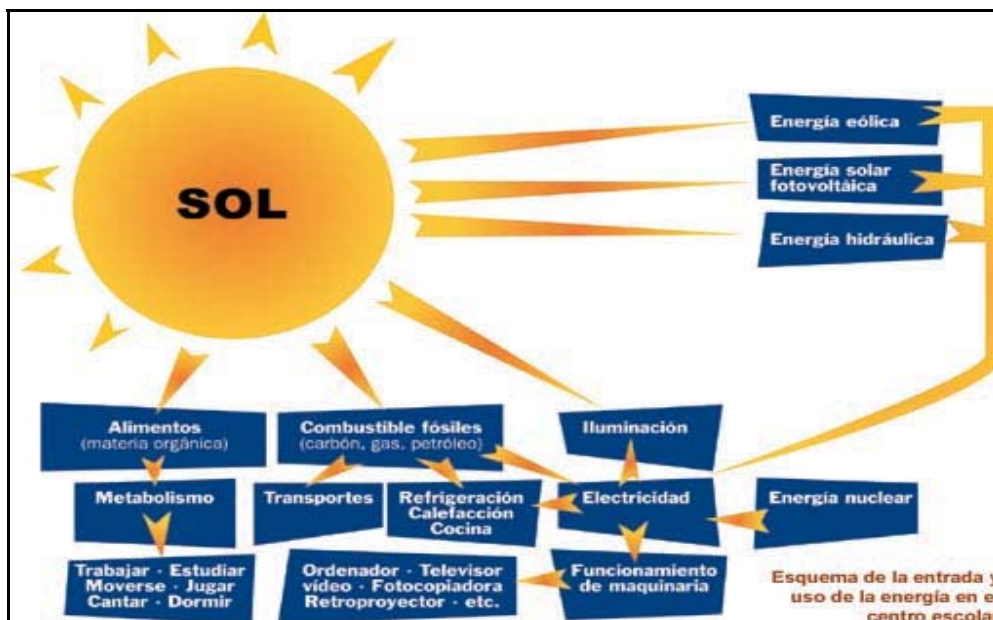 SOL
Energía eólica
Energía solar
fotovoltáica
Energía hidráulica
Alimentos
(materia orgánica)
Combustible fósiles
(carbón, gas, petróleo)
Iluminación
Metabolismo
Transportes
Refrigeración
Calefacción
Cocina
Electricidad
Energía nuclear
Trabajar - Estudiar
Moverse - Jugar
Cantar - Dormir
Ordenador - Televisor
vídeo - Fotocopiadora
Retroproyector - etc.
Funcionamiento
de maquinaria
Esquema de la entrada y
uso de la energía en e
centro escola